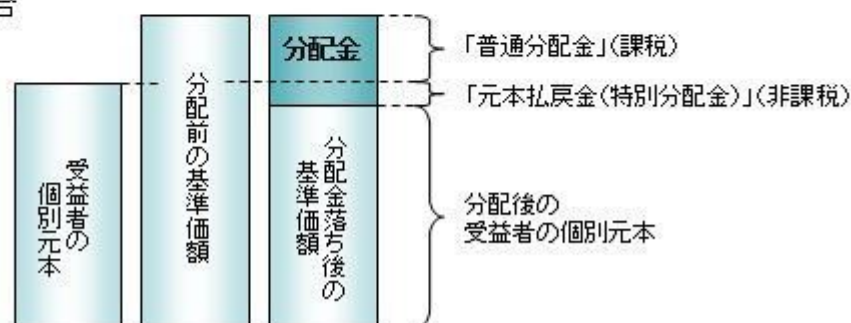 合
分配金
「普通分配金」(課税)
「元本払戻金(特別分配金)」(非課税)
受益者の
個別元本
分配前の基準価額
分配金落ち後の
基準価額
分配後の
受益者の個別元本